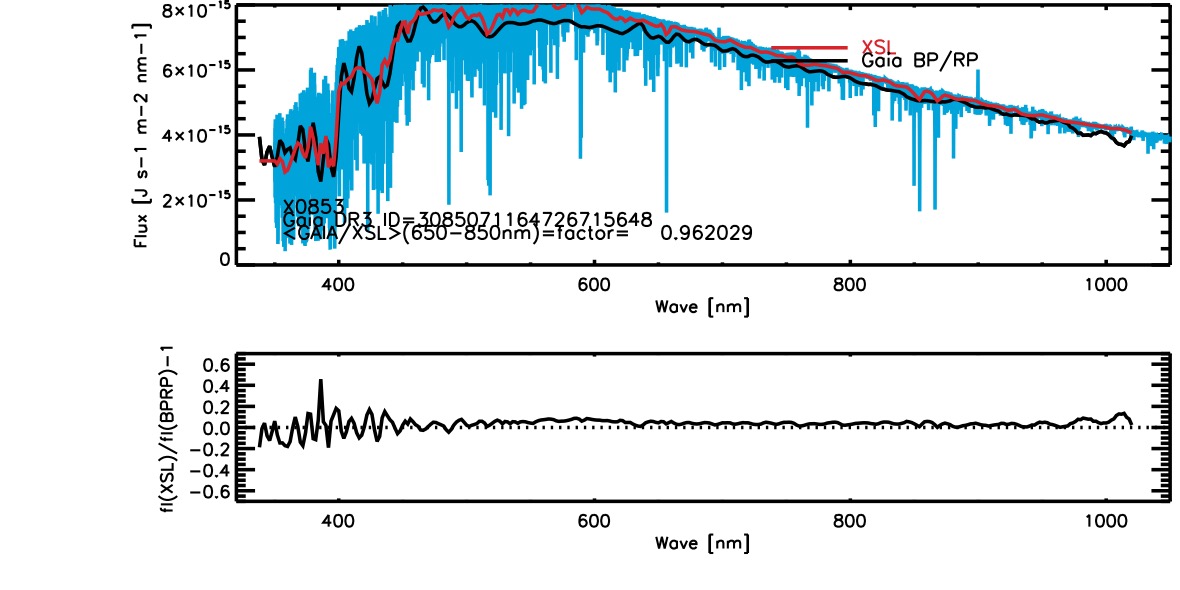 8×10−15
6×10−15
4×10−15
2×10−15
0
Flux [J s−1 m−2 nm−1]
XSL
Gaia BP/RP
X0853
Gaia DR3 ID=3085071164726715648
<GAIA/XSL>(650−850nm)=factor= 0.962029
400 600 800 1000
Wave [nm]
0.6
0.4
0.2
0.0
−0.2
−0.4
−0.6
fl(XSL)/fl(BPRP)−1
400 600 800 1000
Wave [nm]